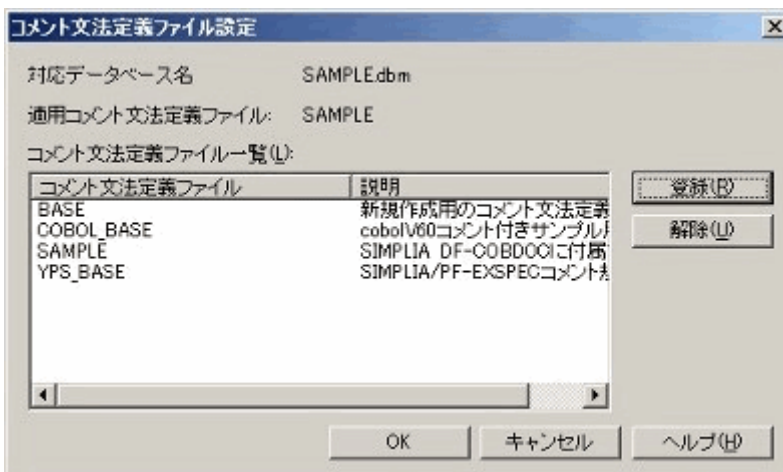 コメント文法定義ファイル設定
対応データベース名 SAMPLE.dbm
適用コメント文法定義ファイル: SAMPLE
コメント文法定義ファイル一覧(L):
コメント文法定義ファイル 説明
BASE 新規作成用のコメント文法定義
COBOL_BASE cobolV60コメント付きサンプル
SAMPLE SIMPLIA DF-COBDOCに付属
YPS_BASE SIMPLIA/PF-EXSPECコメント
登録(R)
解除(U)
OK キャンセル ヘルプ(H)